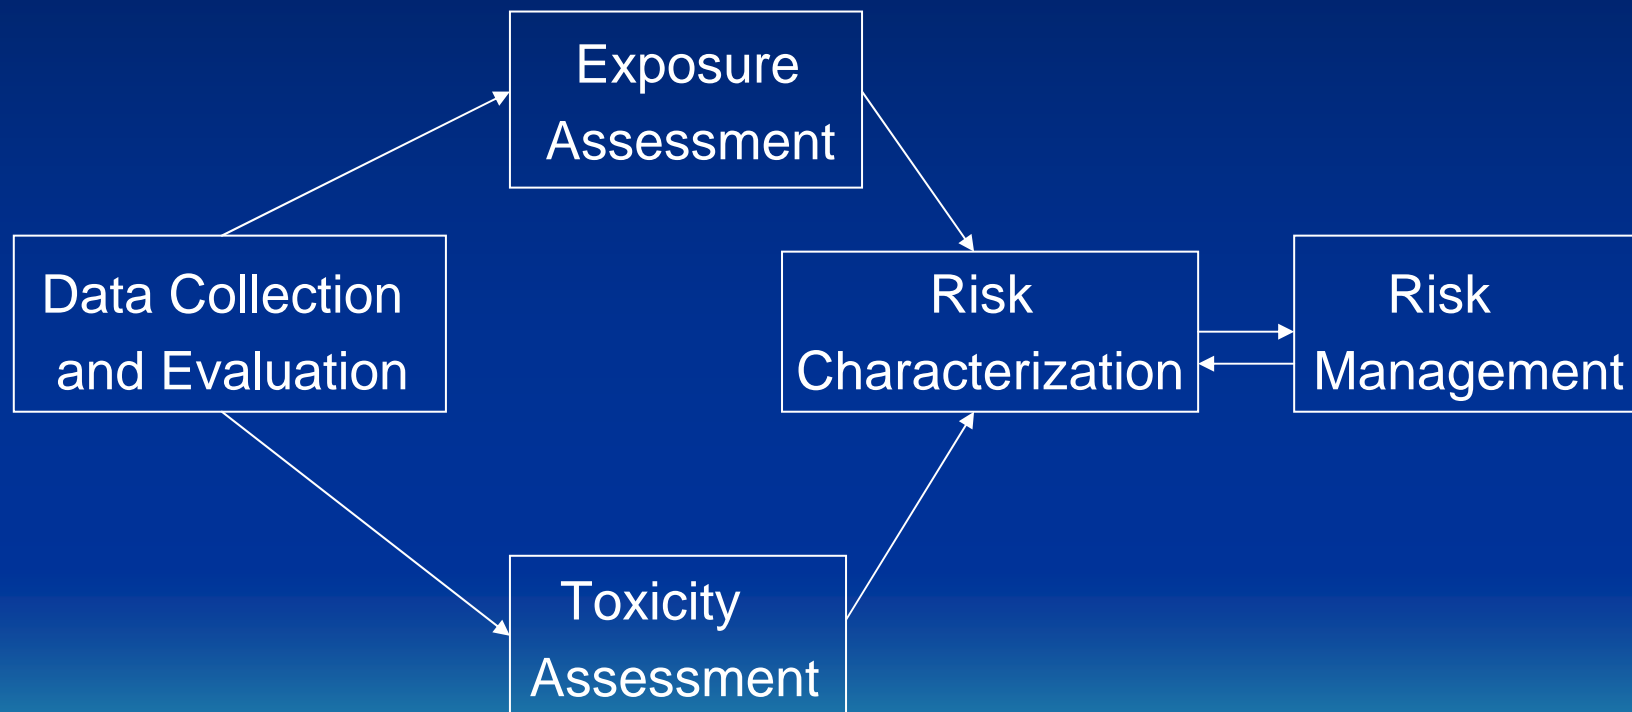 Exposure
Assessment
Data Collection
and Evaluation
Risk
Characterization
Risk
Management
Toxicity
Assessment